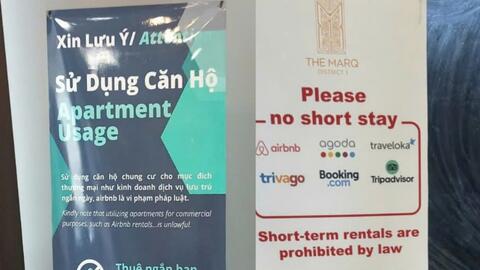 Xin Lưu Ý/ Attenti
Sử Dụng Căn Hộ
Apartment
Usage
Sử dụng căn hộ chung cư cho mục đích
thương mại như kinh doanh dịch vụ lưu trú
ngắn ngày, airbnb là vi phạm pháp luật.
Kindly note that utilizing apartments for commercial
purposes, such as Airbnb rentals...is unlawful.
Thuê ngắn hạn
THE MARQ
DISTRICT 1
Please
no short stay
airbnb
agoda
traveloka
trivago
Booking
.com
Tripadvisor
Short-term rentals are
prohibited by law